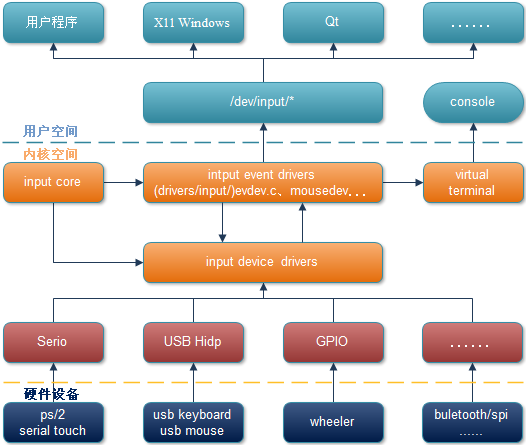 用户程序
X11 Windows
Qt
······
/dev/input/*
console
用户空间
内核空间
input core
intput event drivers
(drivers/input/)evdev.c、mousedev...
virtual
terminal
input device drivers
Serio
USB Hidp
GPIO
······
硬件设备
ps/2
serial touch
usb keyboard
usb mouse
wheeler
buletooth/spi
......